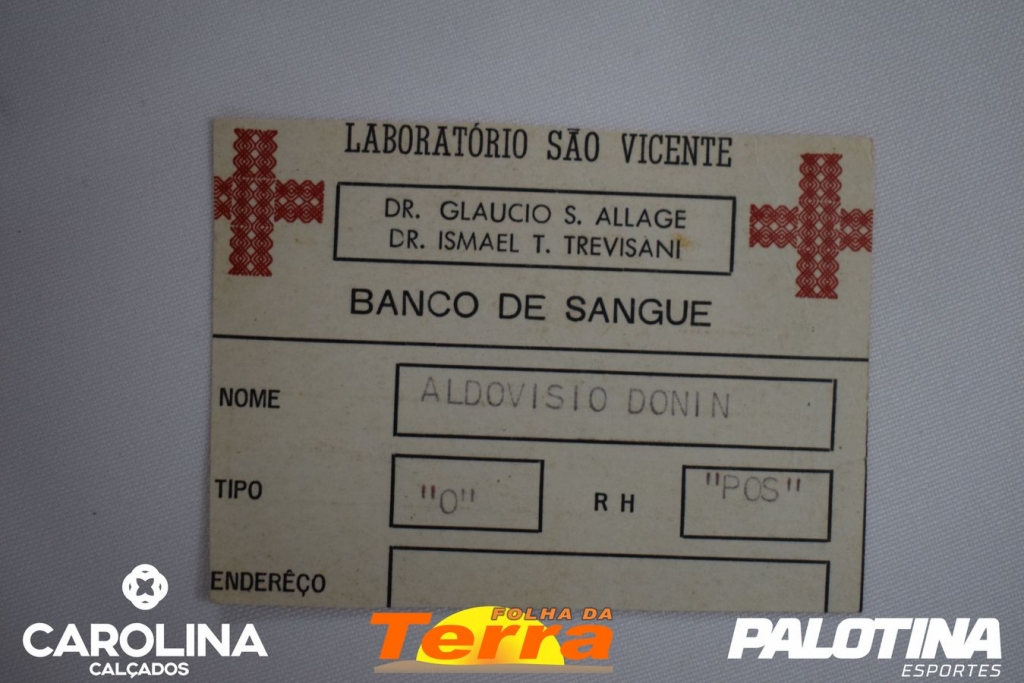 LABORATÓRIO SÃO VICENTE
DR. GLAUCIO S. ALLAGE
DR. ISMAEL T. TREVISANI
BANCO DE SANGUE
NOME ALDOVISIO DONIN
TIPO "O" RH "POS"
ENDERÊÇO
CAROLINA
CALÇADOS
FOLHA DA
Terra
PALOTINA
ESPORTES